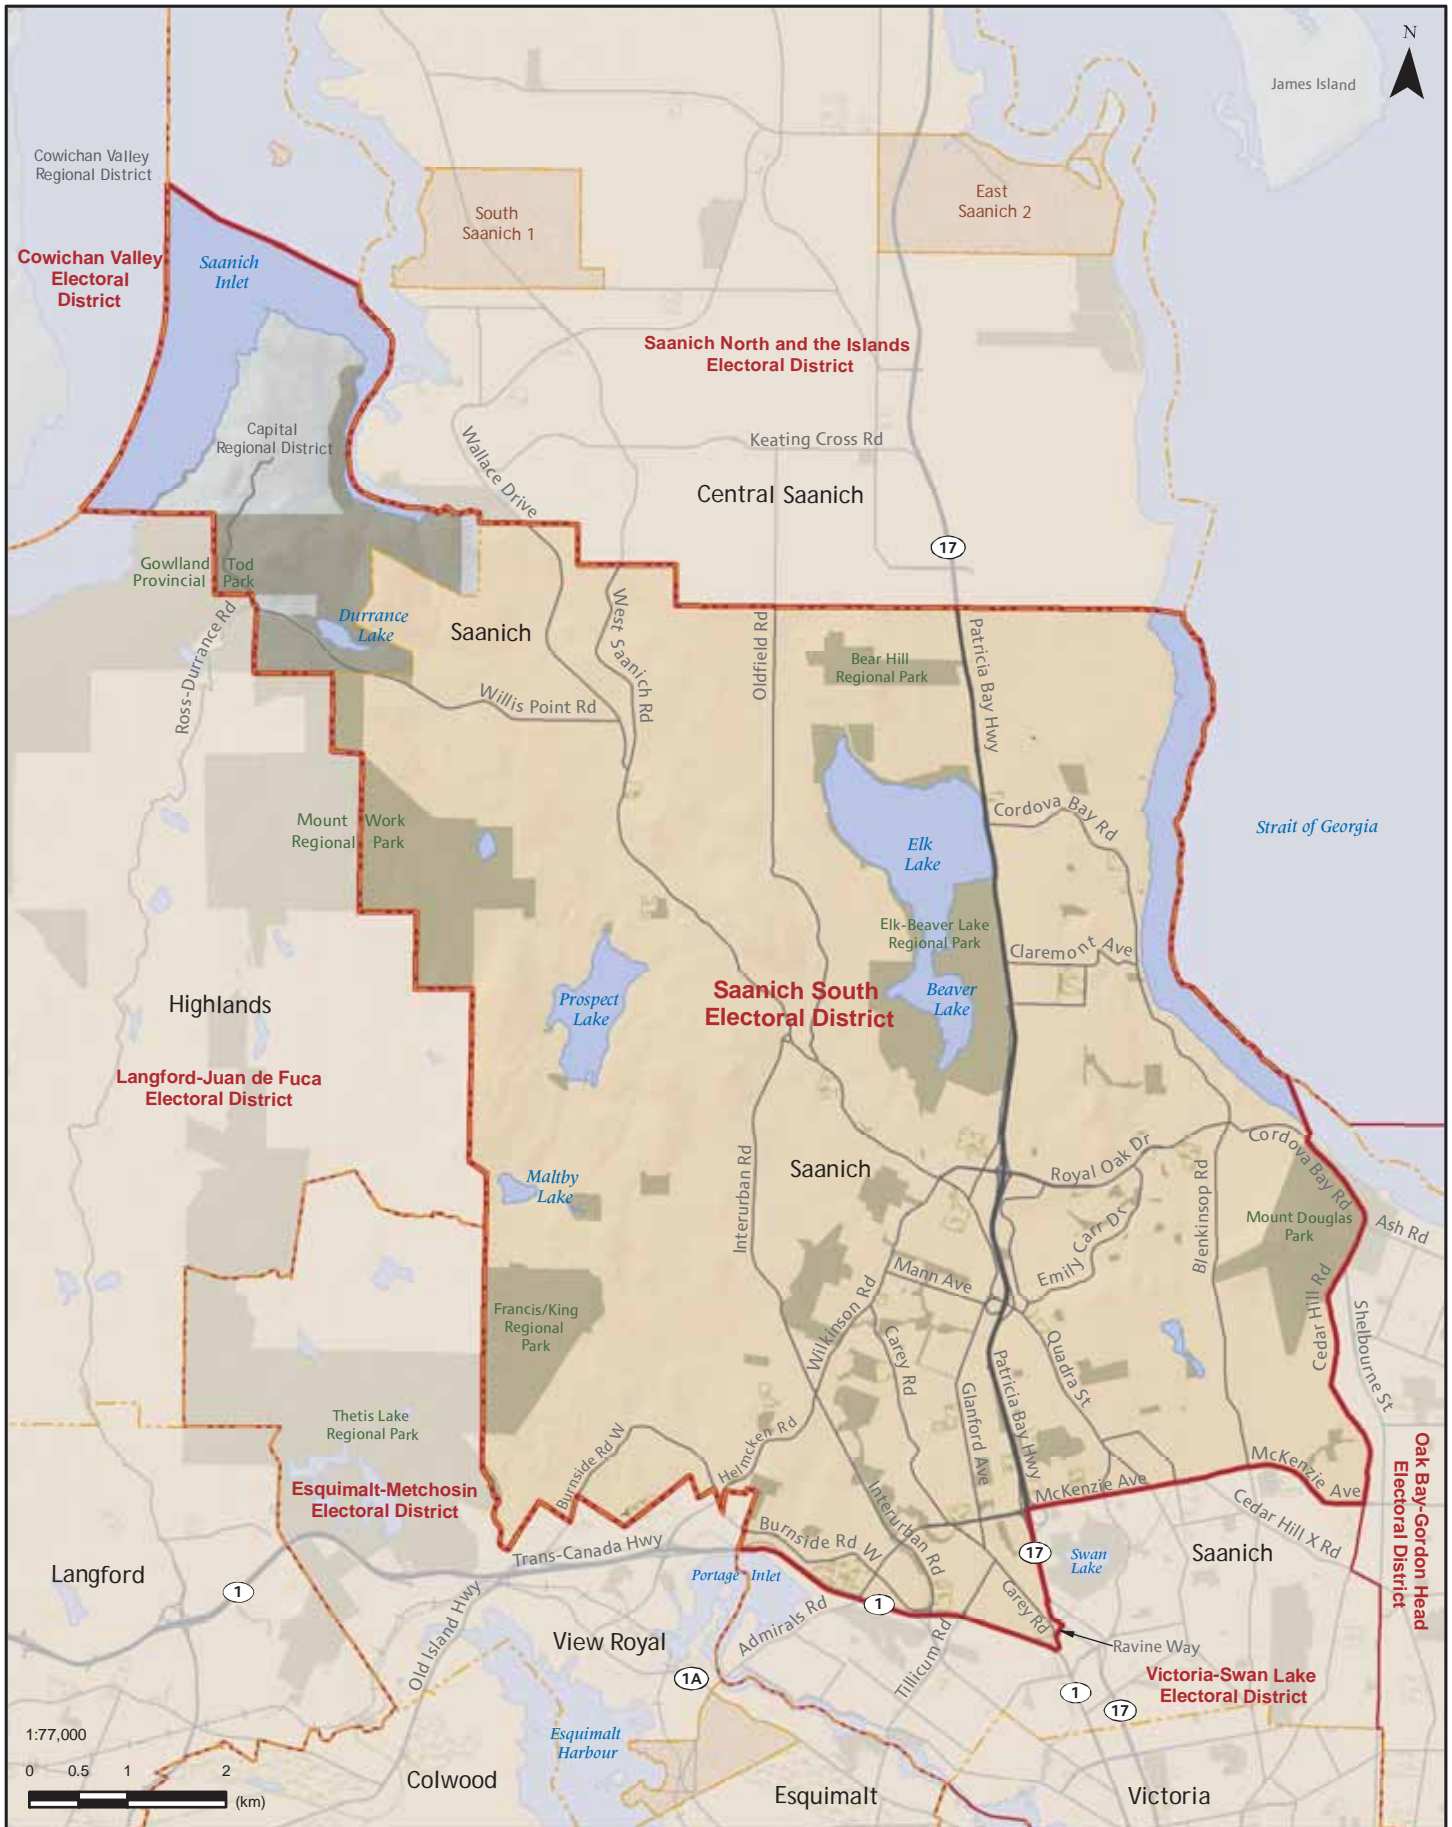 N
James Island
Cowichan Valley
Regional District
East
Saanich 2
South
Saanich 1
Cowichan Valley
Electoral
District
Saanich
Inlet
Saanich North and the Islands
Electoral District
Capital
Regional District
Wallace Drive
Keating Cross Rd
Central Saanich
17
Gowlland Tod
Provincial Park
Durrance
Lake
Saanich
West Saanich Rd
Oldfield Rd
Patricia Bay Hwy
Bear Hill
Regional Park
Ross-Durrance Rd
Willis Point Rd
Cordova Bay Rd
Mount Work
Regional Park
Elk
Lake
Strait of Georgia
Elk-Beaver Lake
Regional Park
Claremont Ave
Highlands
Prospect
Lake
Saanich South
Electoral District
Beaver
Lake
Langford-Juan de Fuca
Electoral District
Interurban Rd
Saanich
Royal Oak Dr
Cordova Bay Rd
Maltby
Lake
Blenkinsop Rd
Mount Douglas
Park
Ash Rd
Emily Carr Dr
Mann Ave
Wilkinson Rd
Cedar Hill Rd
Shelbourne St
Francis/King
Regional
Park
Carey Rd
Quadra St
Patricia Bay Hwy
Glanford Ave
Thetis Lake
Regional Park
Burnside Rd W
Helmcken Rd
McKenzie Ave
McKenzie Ave
Oak Bay-Gordon Head
Electoral District
Esquimalt-Metchosin
Electoral District
Interurban Rd
Cedar Hill X Rd
Trans-Canada Hwy
Burnside Rd W
17
Swan
Lake
Saanich
Langford
1
Portage Inlet
Old Island Hwy
Admirals Rd
1
Carey Rd
View Royal
Tillicum Rd
Ravine Way
1A
Victoria-Swan Lake
Electoral District
1
17
1:77,000
Esquimalt
Harbour
0 0.5 1 2
(km)
Colwood
Esquimalt
Victoria